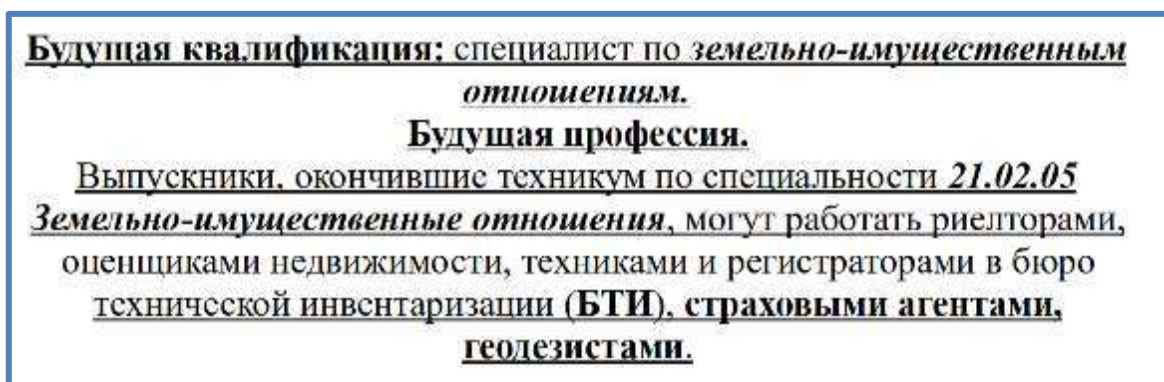 Будущая квалификация: специалист по земельно-имущественным
отношениям.
Будущая профессия.
Выпускники, окончившие техникум по специальности 21.02.05
Земельно-имущественные отношения, могут работать риелторами,
оценщиками недвижимости, техниками и регистраторами в бюро
технической инвентаризации (БТИ), страховыми агентами,
геодезистами.